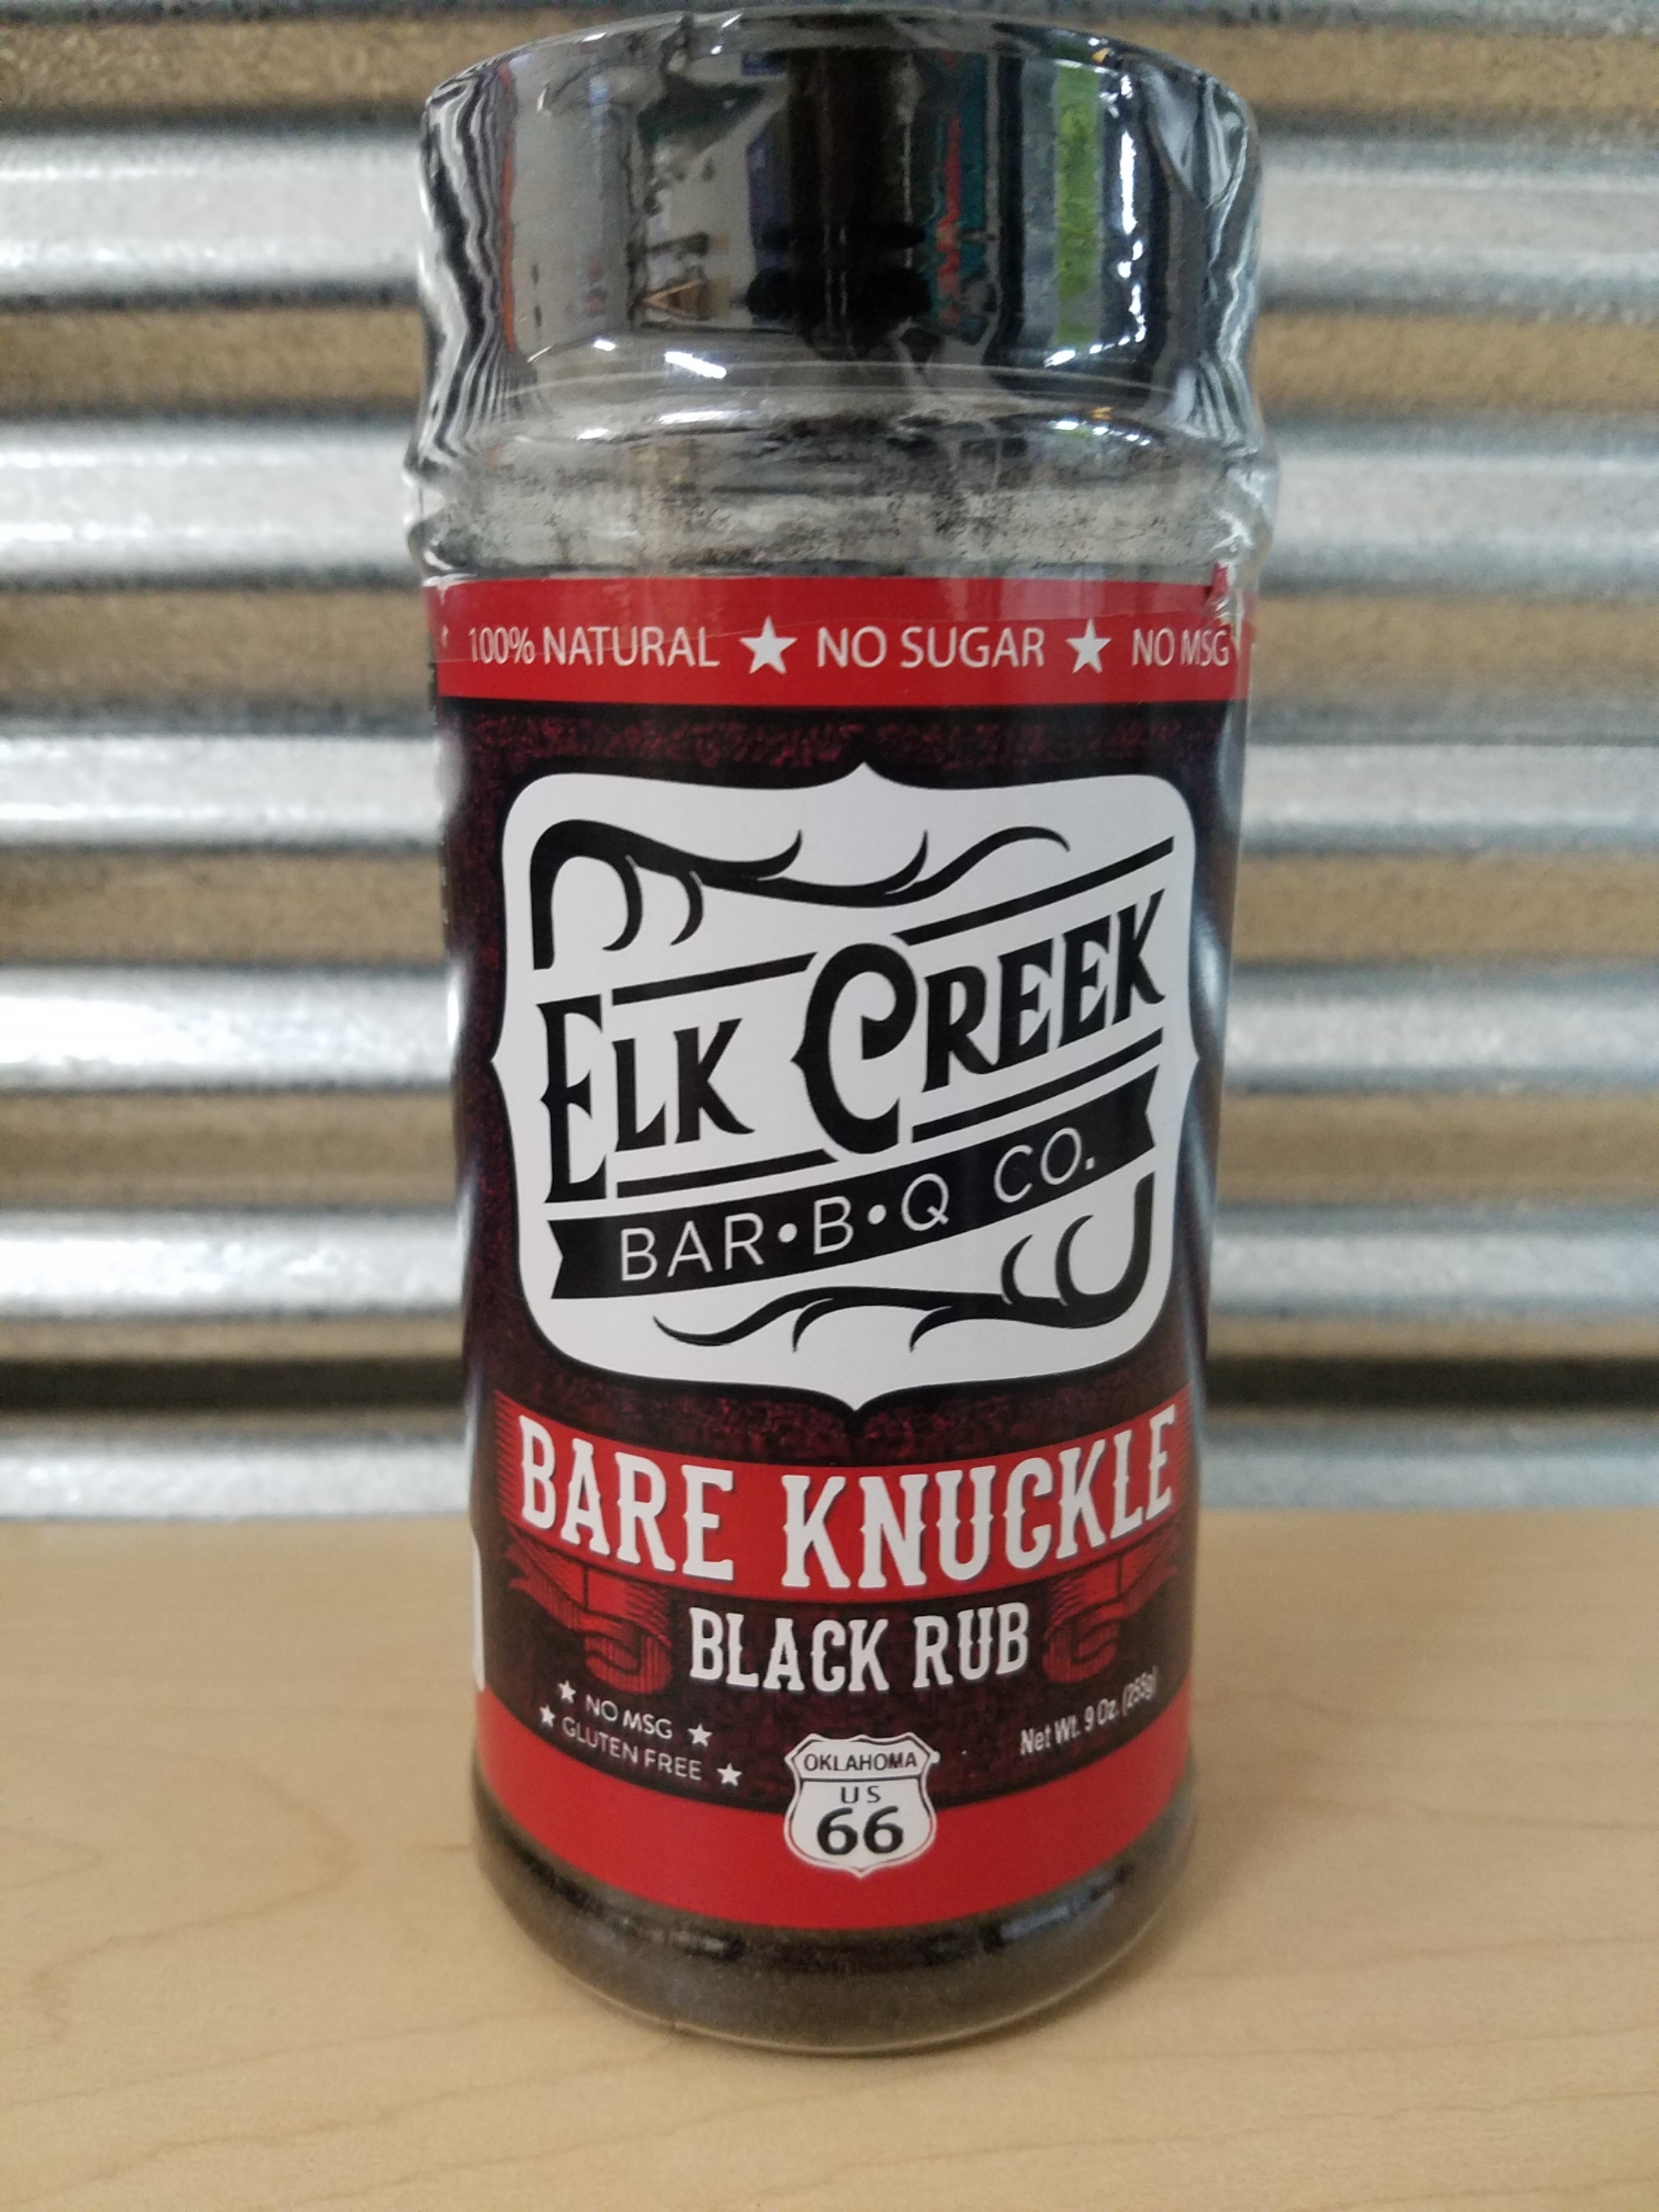 100% NATURAL ★ NO SUGAR ★ NO MSG
ELK CREEK
BAR•B•Q CO.
BARE KNUCKLE
BLACK RUB
★ NO MSG ★
★ GLUTEN FREE ★
Net Wt. 9 Oz. (255g)
OKLAHOMA
US
66